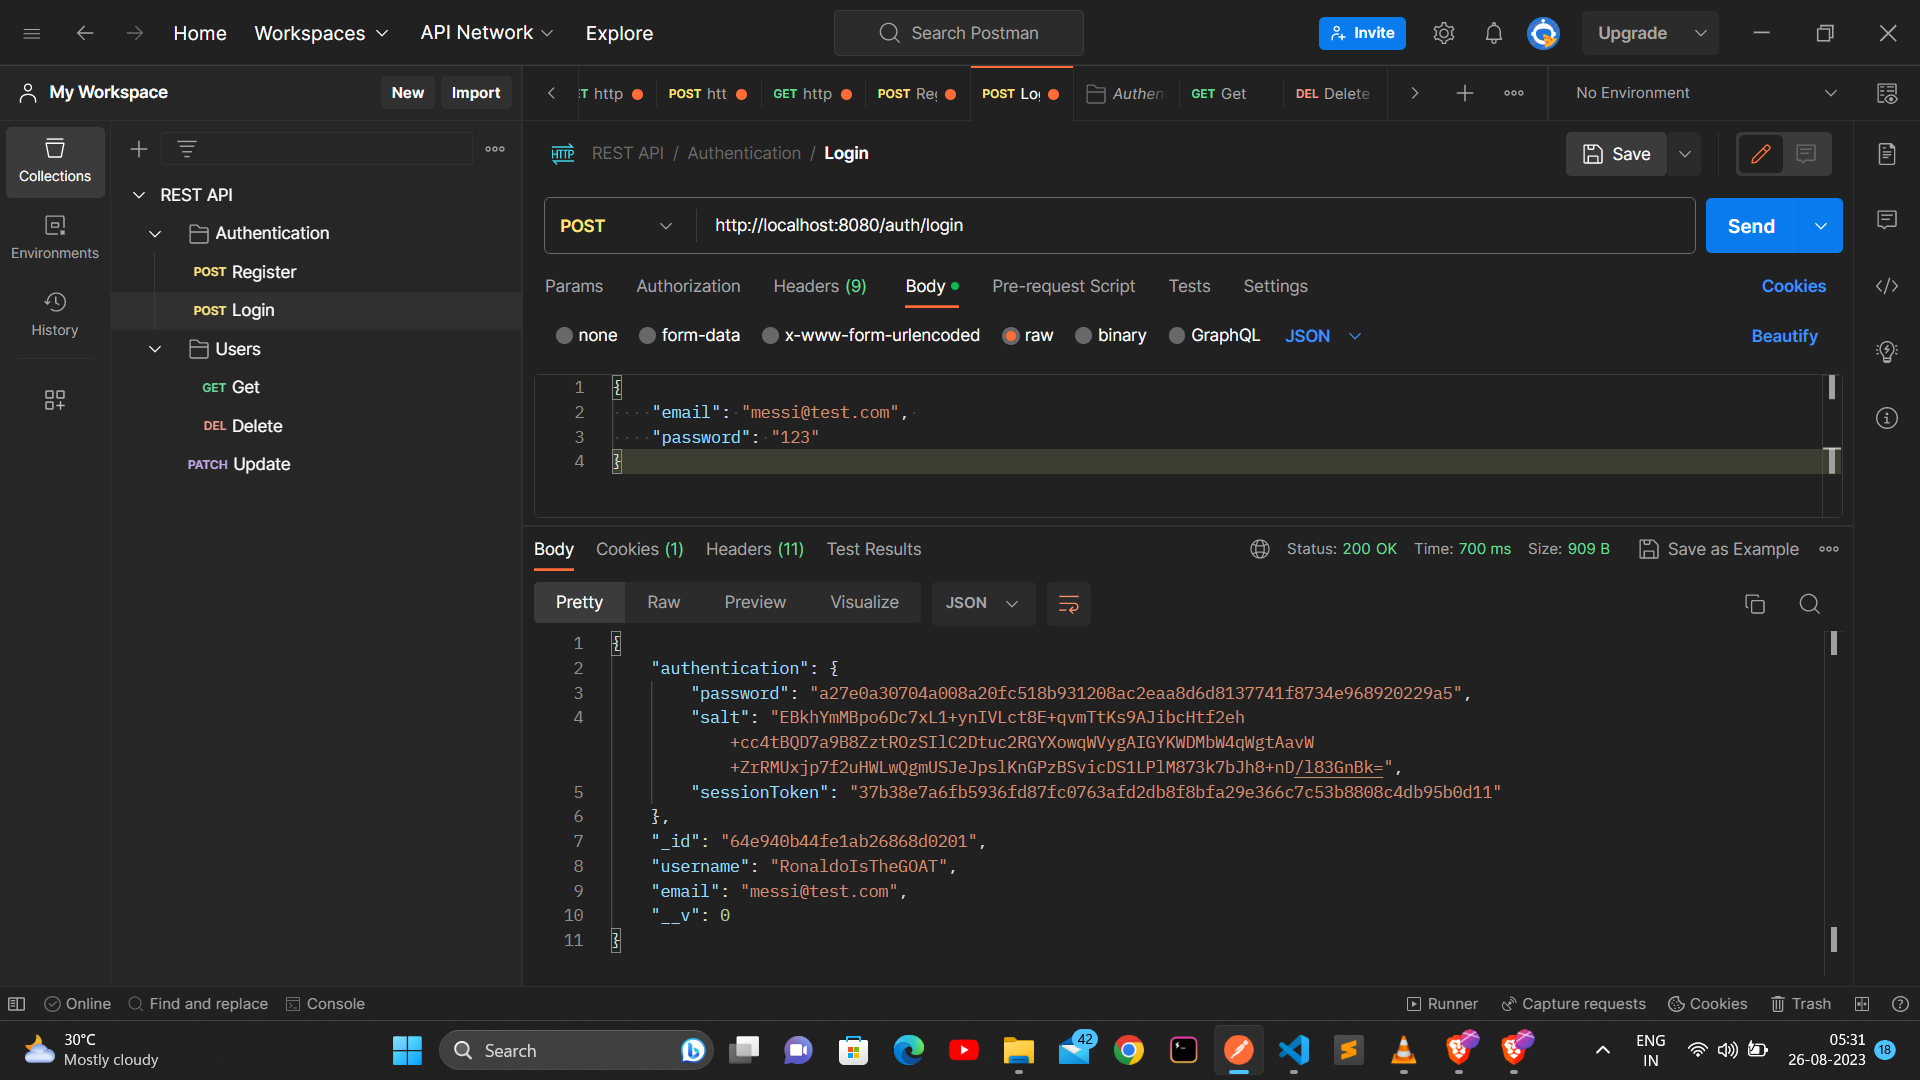 Home
Workspaces
API Network
Explore
Search Postman
Invite
Upgrade
My Workspace
New
Import
T http
POST htt
GET http
POST Reg
POST Log
Authen
GET Get
DEL Delete
No Environment
Collections
Environments
History
REST API
Authentication
POST Register
POST Login
Users
GET Get
DEL Delete
PATCH Update
HTTP REST API / Authentication / Login
Save
POST
http://localhost:8080/auth/login
Send
Params
Authorization
Headers (9)
Body
Pre-request Script
Tests
Settings
Cookies
none
form-data
x-www-form-urlencoded
raw
binary
GraphQL
JSON
Beautify
1 {
2 "email": "messi@test.com",
3 "password": "123"
4 }
Body
Cookies (1)
Headers (11)
Test Results
Status: 200 OK
Time: 700 ms
Size: 909 B
Save as Example
Pretty
Raw
Preview
Visualize
JSON
1 {
2 "authentication": {
3 "password": "a27e0a30704a008a20fc518b931208ac2eaa8d6d8137741f8734e968920229a5",
4 "salt": "EBkhYmMBpo6Dc7xL1+ynIVLct8E+qvmTtKs9AJibcHtf2eh
+cc4tBQD7a9B8ZztROzSIlC2Dtuc2RGYXowqWVygAIGYKWDMbW4qWgtAavW
+ZrRMUxjp7f2uHWLwQgmUSJeJpslKnGPzBSvicDS1LPlM873k7bJh8+nD/l83GnBk=",
5 "sessionToken": "37b38e7a6fb5936fd87fc0763afd2db8f8bfa29e366c7c53b8808c4db95b0d11"
6 },
7 "_id": "64e940b44fe1ab26868d0201",
8 "username": "RonaldoIsTheGOAT",
9 "email": "messi@test.com",
10 "__v": 0
11 }
Online
Find and replace
Console
Runner
Capture requests
Cookies
Trash
30°C
Mostly cloudy
Search
42
ENG
IN
05:31
26-08-2023
18